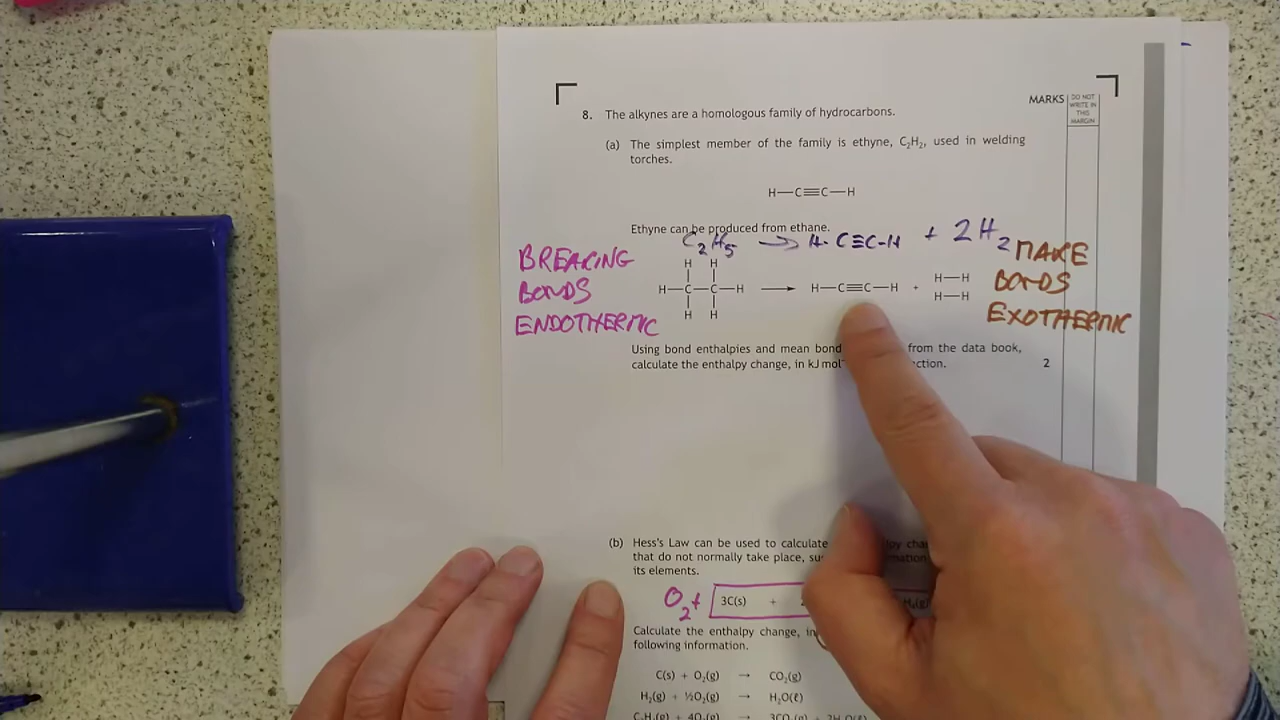 MARKS
DO NOT
WRITE IN
THIS
MARGIN
8. The alkynes are a homologous family of hydrocarbons.
(a) The simplest member of the family is ethyne, C₂H₂, used in welding
torches.
H—C≡C—H
Ethyne can be produced from ethane.
C₂H₅ → H-C≡C-H + 2H₂
BREAKING
BONDS
ENDOTHERMIC
H H
H—C—C—H → H—C≡C—H + H—H
H—H
H H
MAKE
BONDS
EXOTHERMIC
Using bond enthalpies and mean bond from the data book,
calculate the enthalpy change, in kJ mol 2
(b) Hess's Law can be used to calculate
that do not normally take place,
its elements.
O₂+ 3C(s) +
Calculate the enthalpy change, in
following information.
C(s) + O₂(g) → CO₂(g)
H₂(g) + ½O₂(g) → H₂O(ℓ)